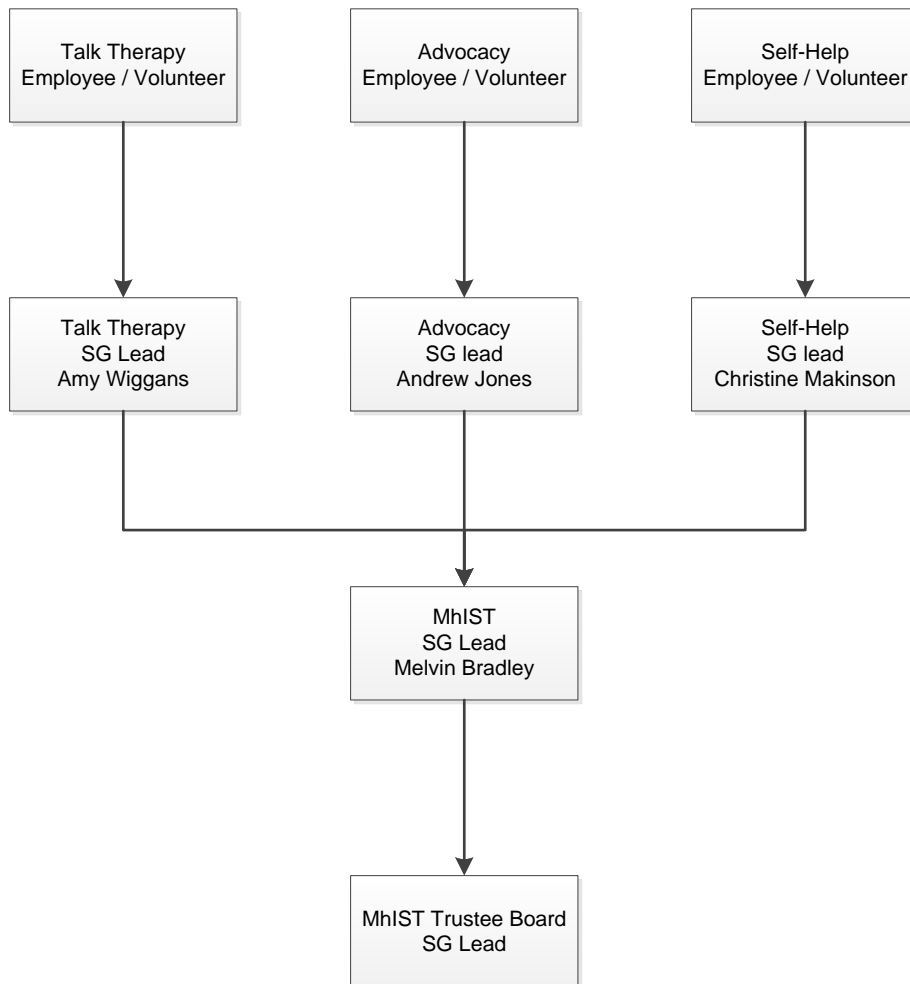 Talk Therapy
Employee / Volunteer
Advocacy
Employee / Volunteer
Self-Help
Employee / Volunteer
Talk Therapy
SG Lead
Amy Wiggans
Advocacy
SG lead
Andrew Jones
Self-Help
SG lead
Christine Makinson
MhIST
SG Lead
Melvin Bradley
MhIST Trustee Board
SG Lead